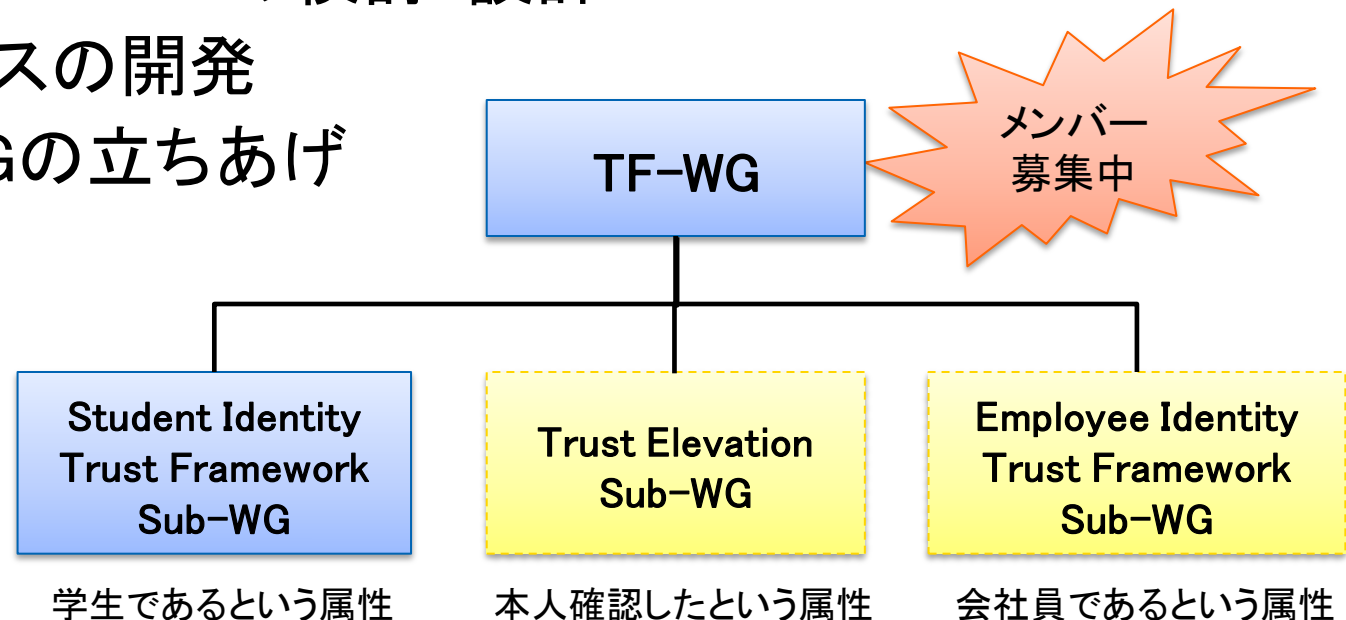 スの開発
の立ちあげ
TF-WG
メンバー
募集中
Student Identity
Trust Framework
Sub-WG
Trust Elevation
Sub-WG
Employee Identity
Trust Framework
Sub-WG
学生であるという属性
本人確認したという属性
会社員であるという属性